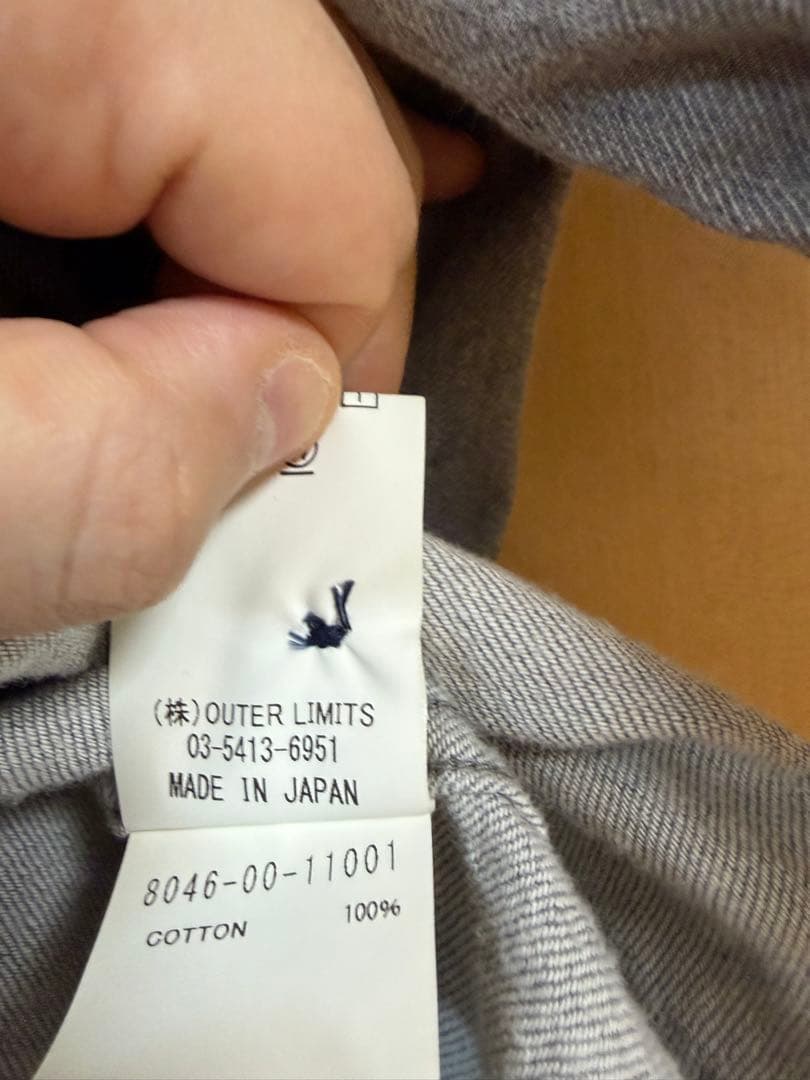 (株)OUTER LIMITS
03-5413-6951
MADE IN JAPAN
8046-00-11001
COTTON 100%